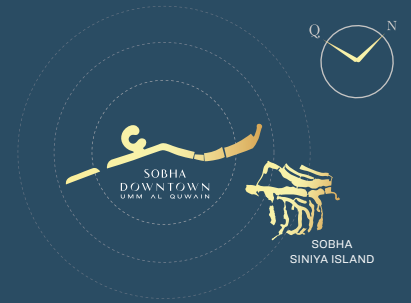 Q
N
SOBHA
DOWNTOWN
UMM AL QUWAIN
SOBHA
SINIYA ISLAND